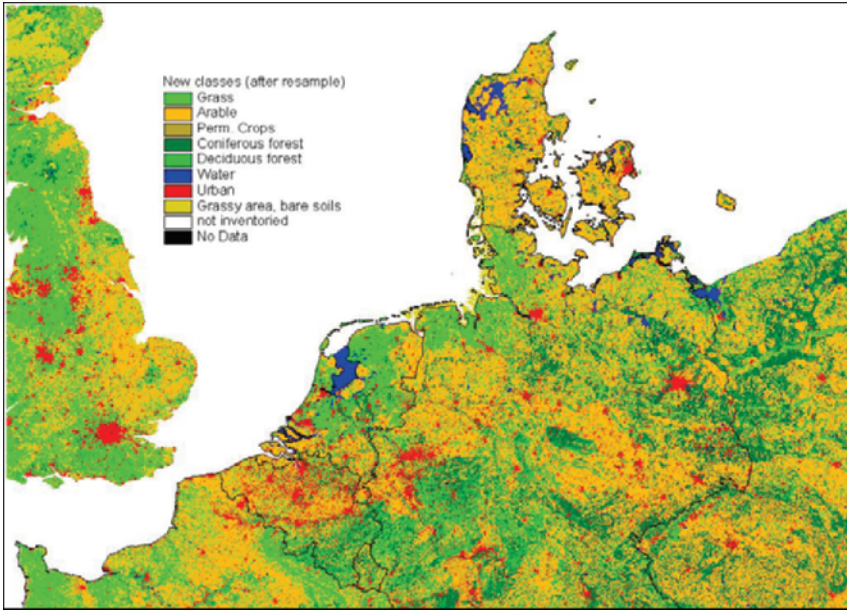 New classes (after resample)
Grass
Arable
Perm. Crops
Coniferous forest
Deciduous forest
Water
Urban
Grassy area, bare soils
not inventoried
No Data